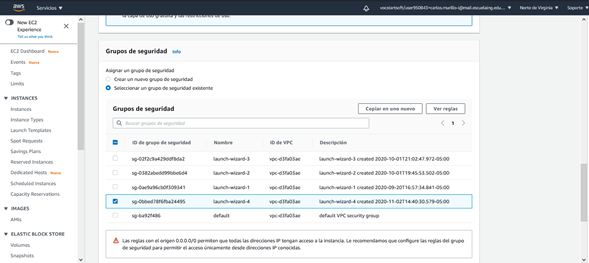 aws
Servicios
vocstartsoft/user950843=carlos.murillo-i@mail.escuelaing.edu....
Norte de Virginia
Soporte
New EC2
Experience
Tell us what you think
la capa de uso gratuita y las restricciones de uso.
EC2 Dashboard Nuevo
Events Nuevo
Tags
Limits
INSTANCES
Instances
Instance Types
Launch Templates
Spot Requests
Savings Plans
Reserved Instances
Dedicated Hosts Nuevo
Scheduled Instances
Capacity Reservations
IMAGES
AMIs
ELASTIC BLOCK STORE
Volumes
Snapshots
Grupos de seguridad Info
Asignar un grupo de seguridad
Crear un nuevo grupo de seguridad
Seleccionar un grupo de seguridad existente
Grupos de seguridad
Copiar en una nueva
Ver reglas
Buscar grupos de seguridad
1
ID de grupo de seguridad Nombre ID de VPC Descripción
sg-02f2c9a429ddf8da2 launch-wizard-3 vpc-d3fa03ae launch-wizard-3 created 2020-10-01T21:02:47.972-05:00
sg-0382abedd99bbe6d4 launch-wizard-2 vpc-d3fa03ae launch-wizard-2 created 2020-10-01T19:45:53.502-05:00
sg-0ae9a96cb0f309341 launch-wizard-1 vpc-d3fa03ae launch-wizard-1 created 2020-09-20T16:57:34.841-05:00
sg-0bbed78f6fba24495 launch-wizard-4 vpc-d3fa03ae launch-wizard-4 created 2020-11-02T14:40:30.579-05:00
sg-ba92f486 default vpc-d3fa03ae default VPC security group
Las reglas con el origen 0.0.0.0/0 permiten que todas las direcciones IP tengan acceso a la instancia. Le recomendamos que configure las reglas del grupo
de seguridad para permitir el acceso únicamente desde direcciones IP conocidas.